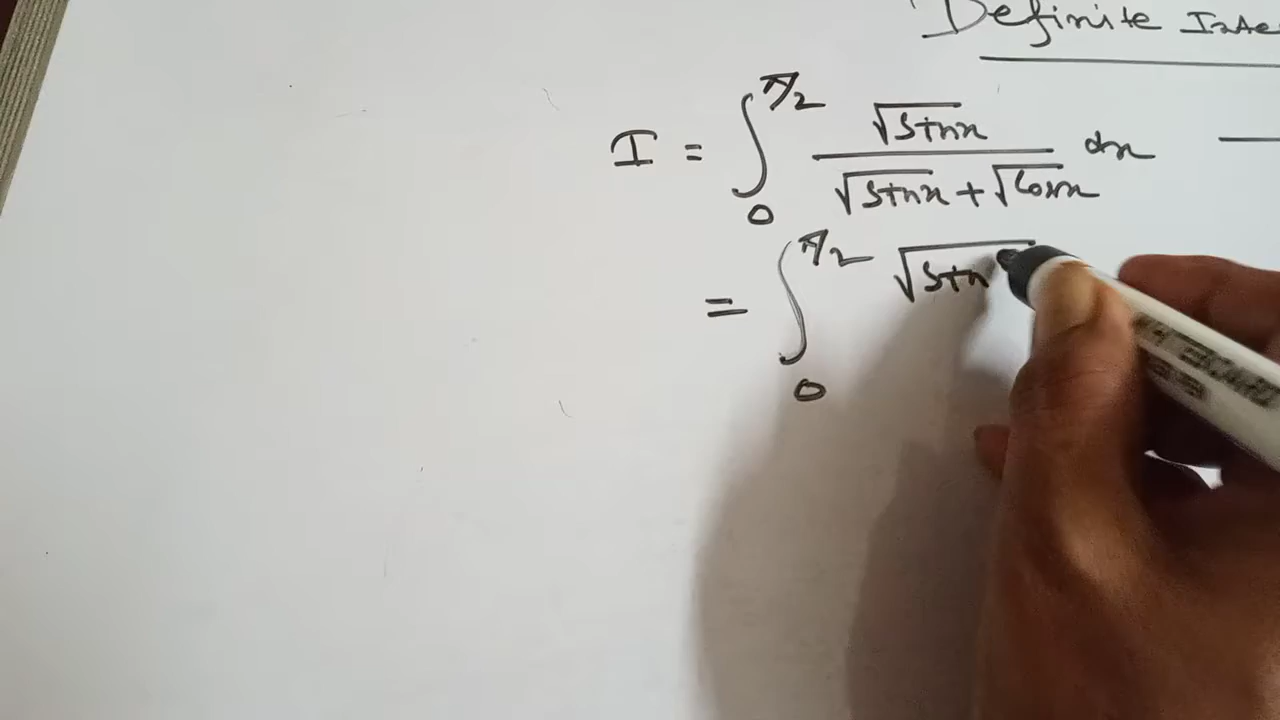 Definite Inte
I = ∫₀^{π/2} √sinx / (√sinx + √cosx) dx —
= ∫₀^{π/2} √sin